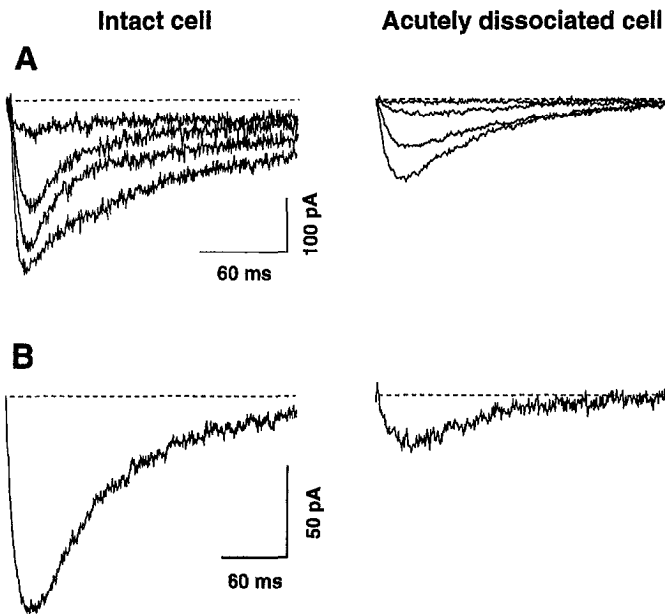 Intact cell
Acutely dissociated cell
A
100 pA
60 ms
B
50 pA
60 ms